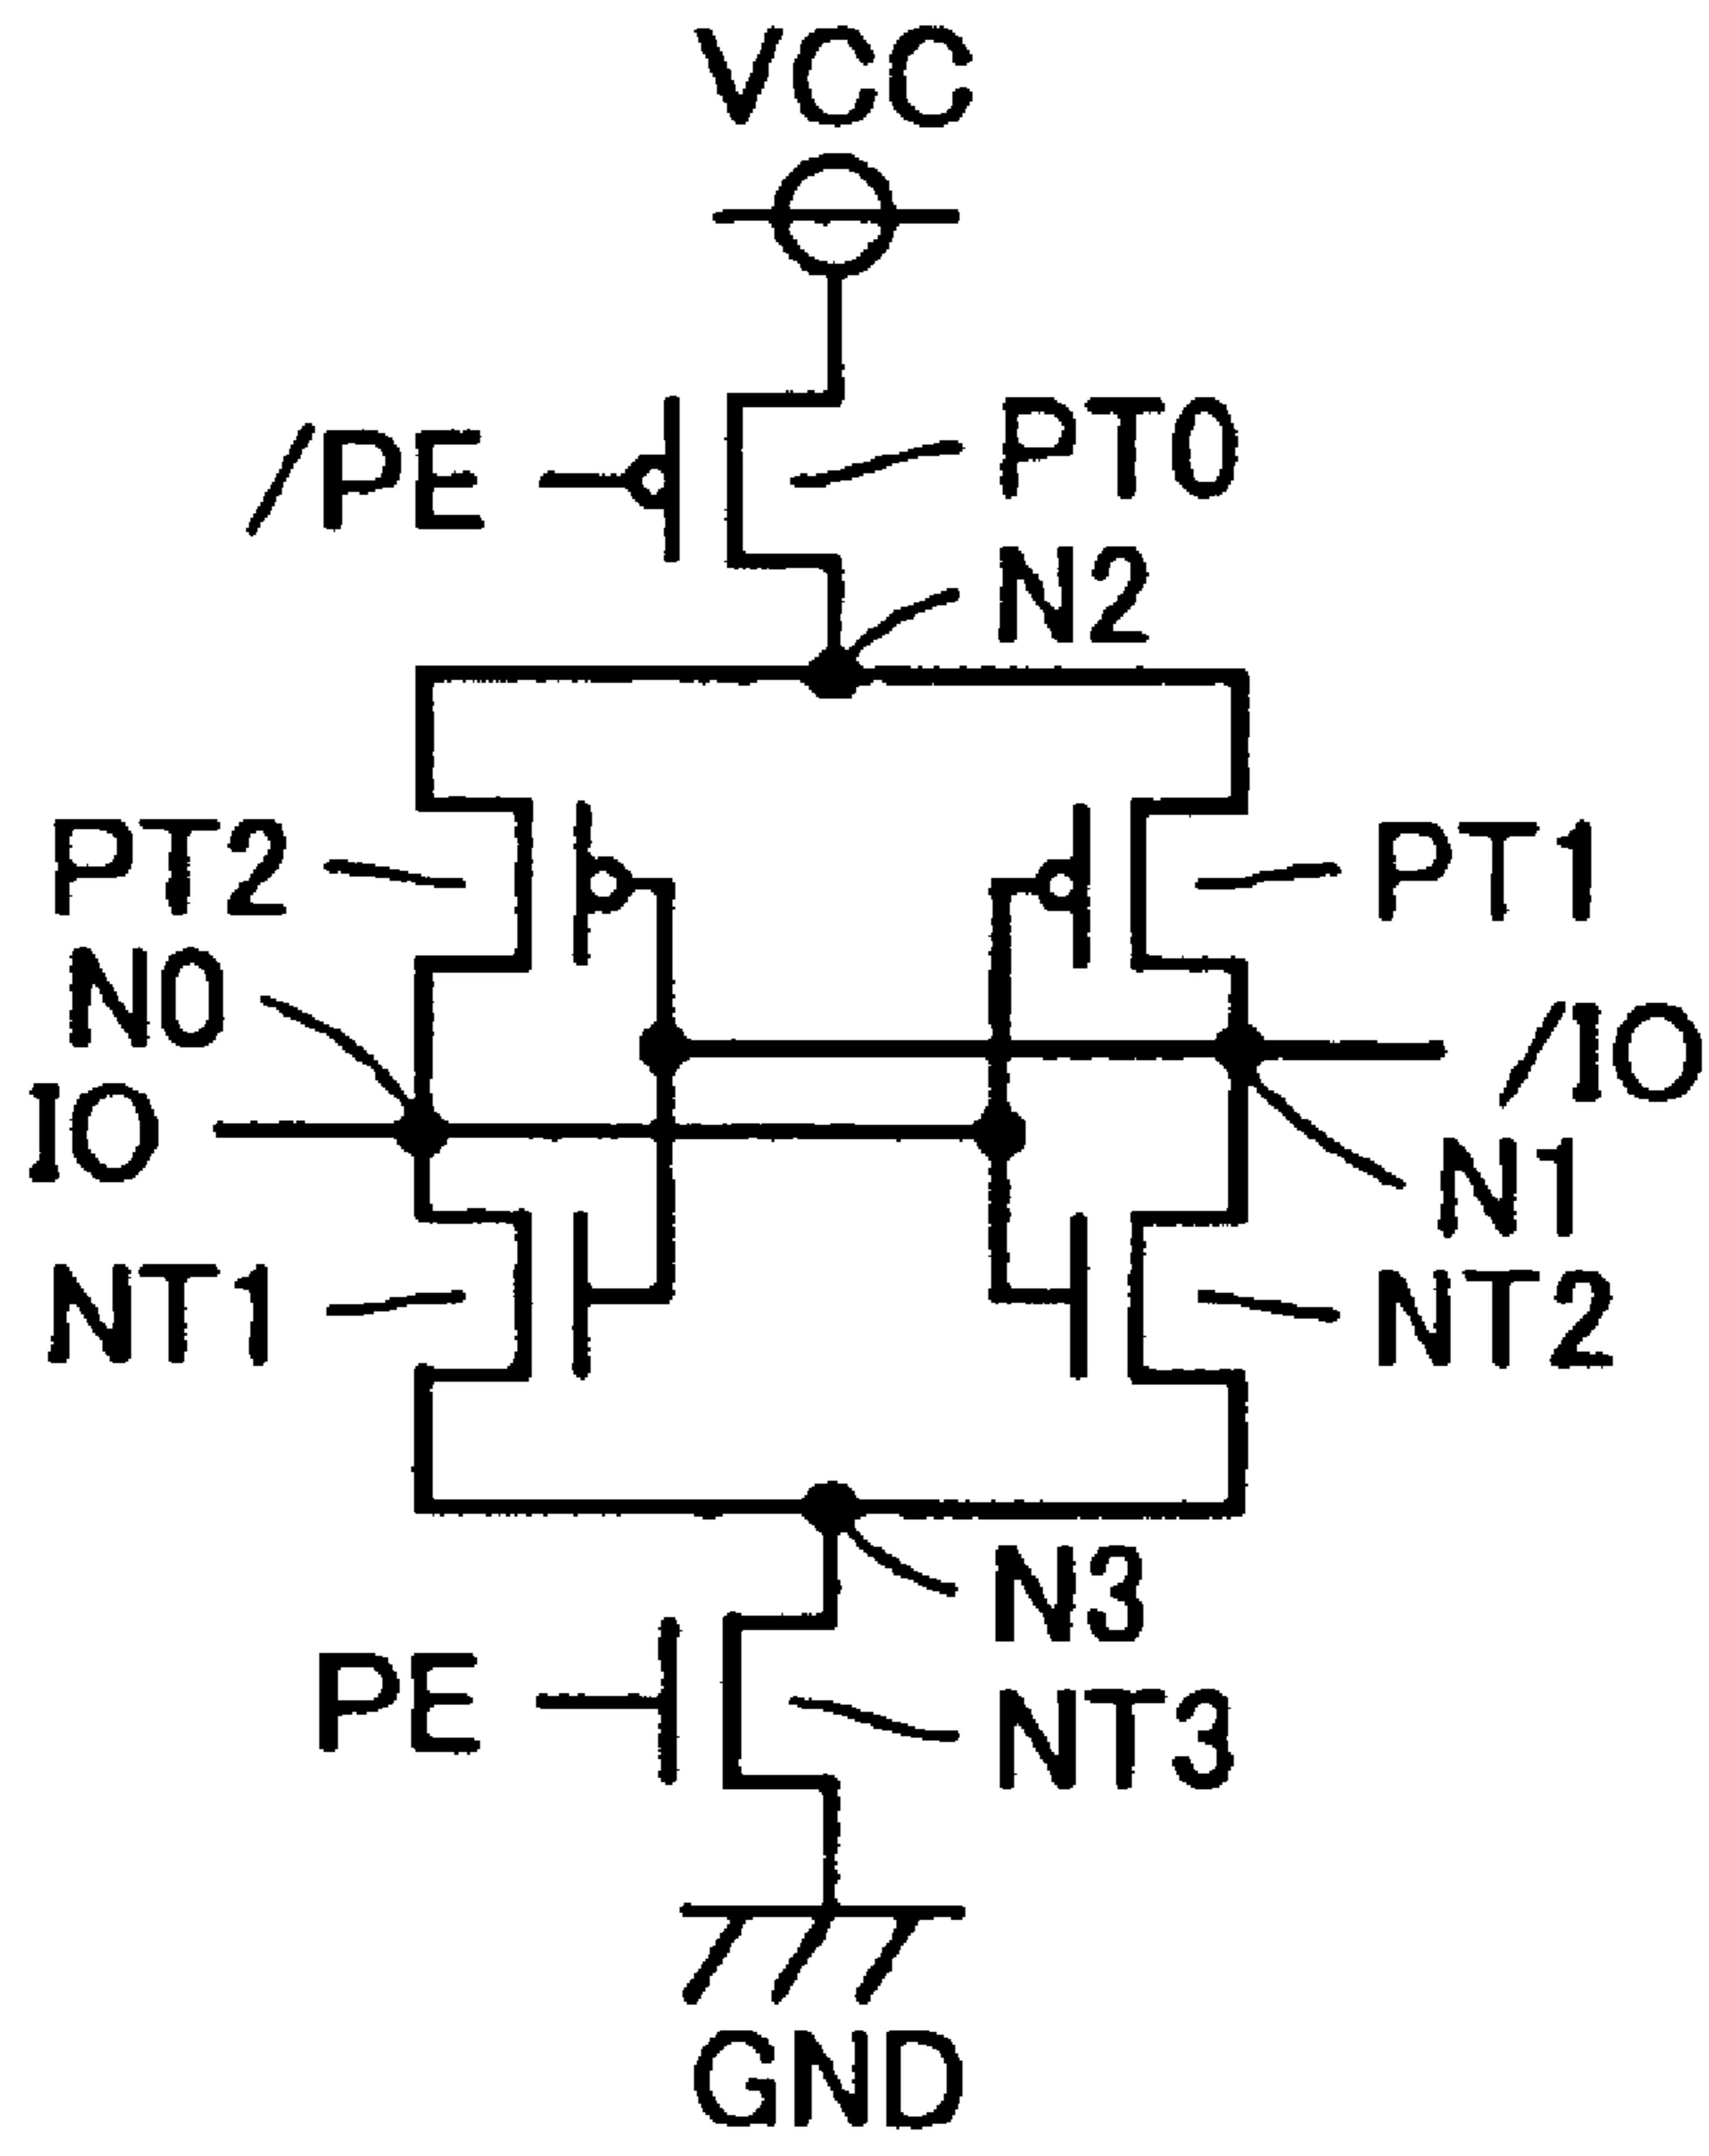 VCC
/PE
PT0
N2
PT2
PT1
N0
/IO
IO
N1
NT1
NT2
N3
PE
NT3
GND